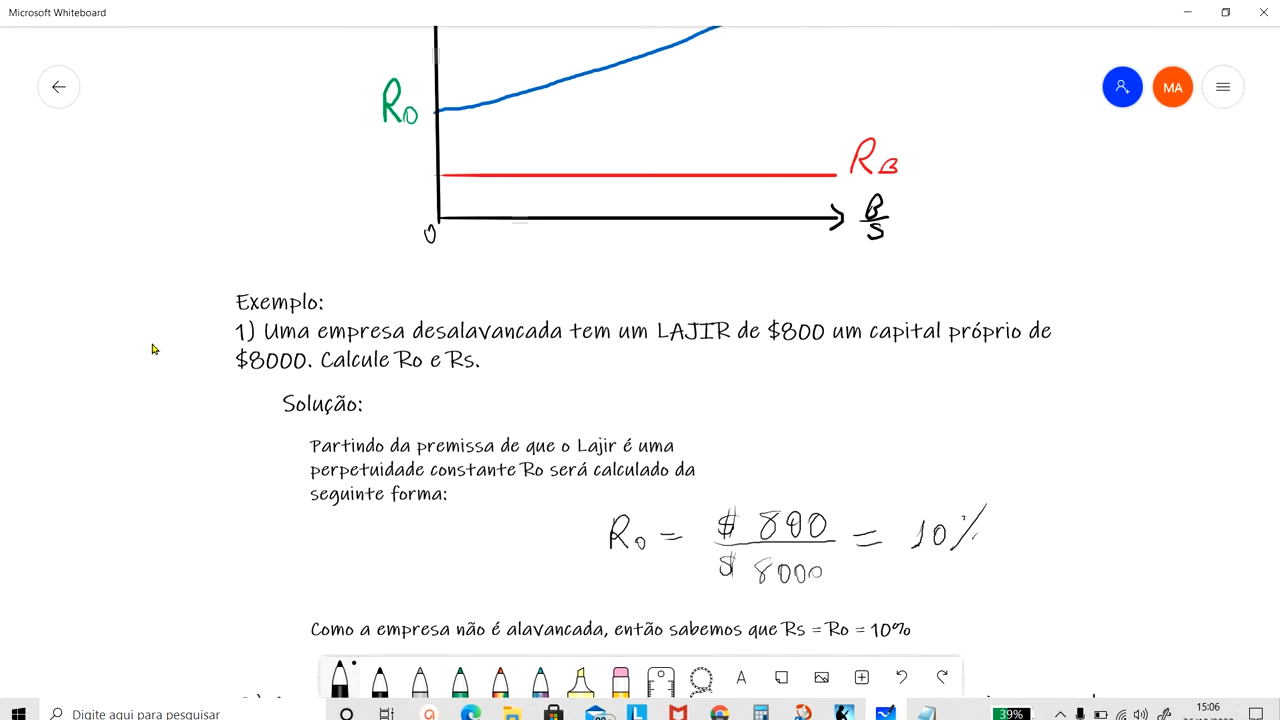 Microsoft Whiteboard
MA
R0
RB
B
S
0
Exemplo:
1) Uma empresa desalavancada tem um LAJIR de $800 um capital próprio de
$8000. Calcule Ro e Rs.
Solução:
Partindo da premissa de que o Lajir é uma
perpetuidade constante Ro será calculado da
seguinte forma:
R0 = $ 800 / $ 8000 = 10%
Como a empresa não é alavancada, então sabemos que Rs = Ro = 10%
A
Digite aqui para pesquisar
39%
15:06